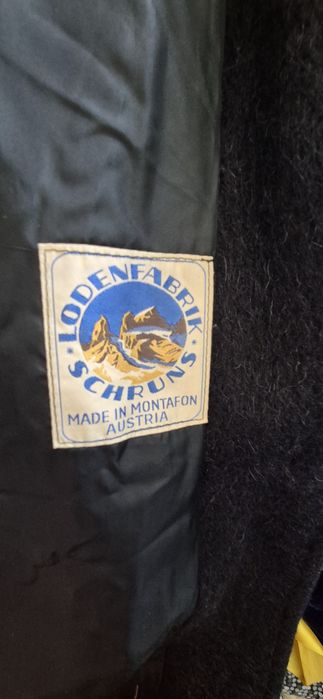 · LODENFABRIK ·
SCHRUNS
MADE IN MONTAFON
AUSTRIA